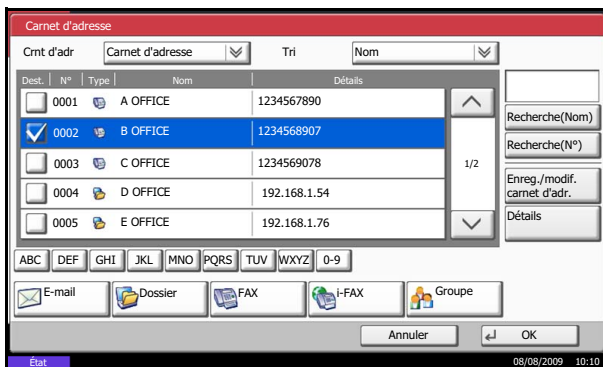 Carnet d'adresse
Crnt d'adr Carnet d'adresse Tri Nom
Dest. N° Type Nom Détails
0001 A OFFICE 1234567890
0002 B OFFICE 1234568907
0003 C OFFICE 1234569078
0004 D OFFICE 192.168.1.54
0005 E OFFICE 192.168.1.76
1/2
Recherche(Nom)
Recherche(N°)
Enreg./modif.
carnet d'adr.
Détails
ABC DEF GHI JKL MNO PQRS TUV WXYZ 0-9
E-mail Dossier FAX i-FAX Groupe
Annuler OK
État 08/08/2009 10:10